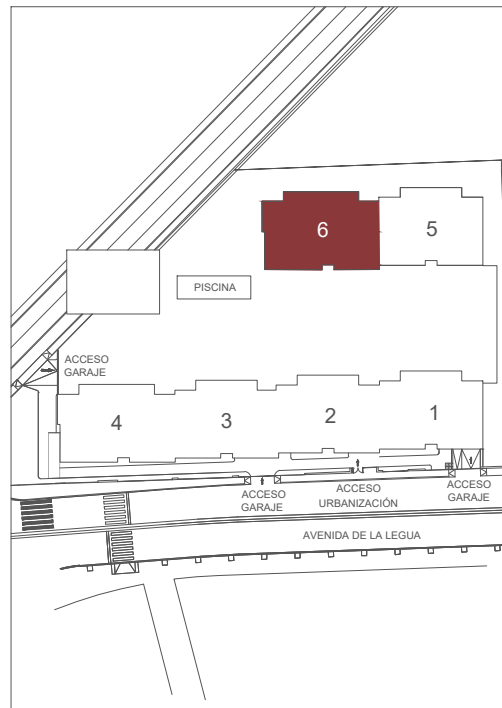 6
5
PISCINA
ACCESO
GARAJE
4
3
2
1
ACCESO
GARAJE
ACCESO
URBANIZACIÓN
ACCESO
GARAJE
AVENIDA DE LA LEGUA